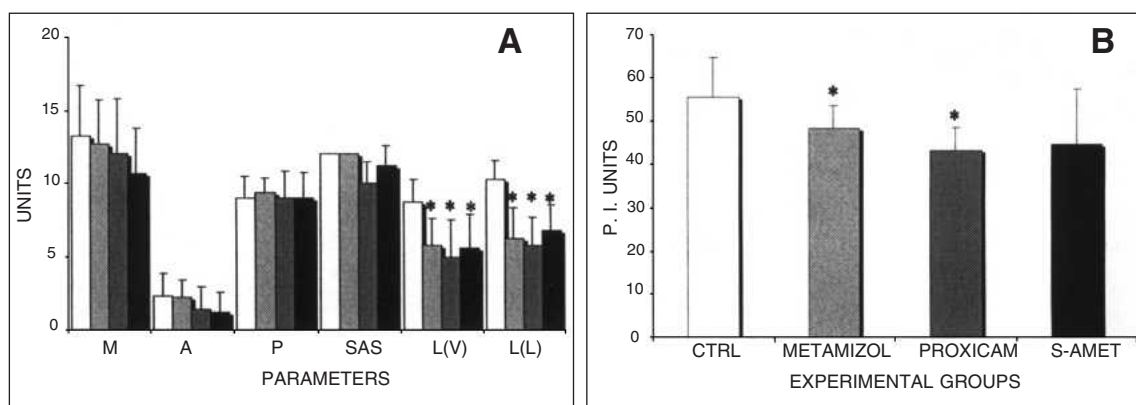 A
20
15
10
5
0
UNITS
* * *
* * *
M A P SAS L(V) L(L)
PARAMETERS
B
70
60
50
40
30
20
10
0
P. I. UNITS
*
*
CTRL METAMIZOL PROXICAM S-AMET
EXPERIMENTAL GROUPS